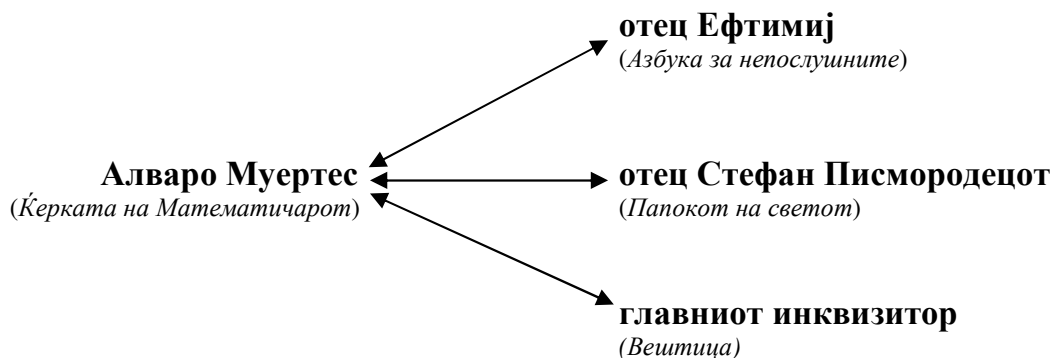 отец Ефтимиј
(Азбука за непослушните)
Алваро Муертес
(Ќерката на Математичарот)
отец Стефан Писмородецот
(Папокот на светот)
главниот инквизитор
(Вештица)